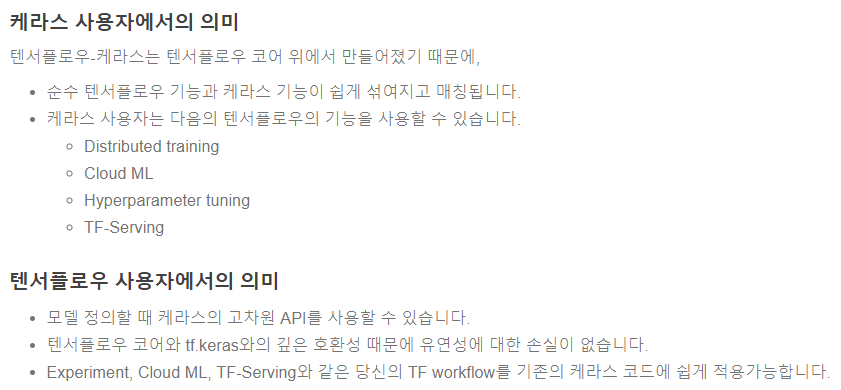 케라스 사용자에서의 의미
텐서플로우-케라스는 텐서플로우 코어 위에서 만들어졌기 때문에,
• 순수 텐서플로우 기능과 케라스 기능이 쉽게 섞여지고 매칭됩니다.
• 케라스 사용자는 다음의 텐서플로우의 기능을 사용할 수 있습니다.
◦ Distributed training
◦ Cloud ML
◦ Hyperparameter tuning
◦ TF-Serving
텐서플로우 사용자에서의 의미
• 모델 정의할 때 케라스의 고차원 API를 사용할 수 있습니다.
• 텐서플로우 코어와 tf.keras와의 깊은 호환성 때문에 유연성에 대한 손실이 없습니다.
• Experiment, Cloud ML, TF-Serving와 같은 당신의 TF workflow를 기존의 케라스 코드에 쉽게 적용가능합니다.